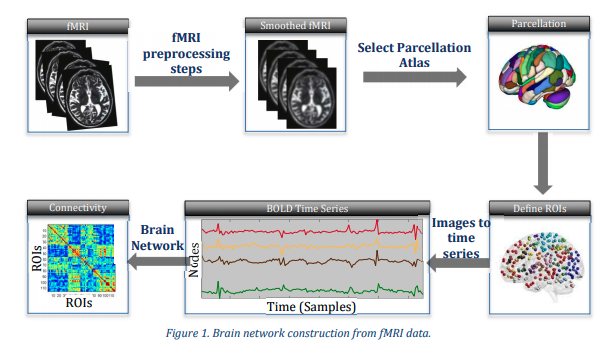 fMRI
fMRI
preprocessing
steps
Smoothed fMRI
Select Parcellation
Atlas
Parcellation
Connectivity
ROIs
ROIs
Brain
Network
BOLD Time Series
Nodes
Time (Samples)
Images to
time
series
Define ROIs
Figure 1. Brain network construction from fMRI data.